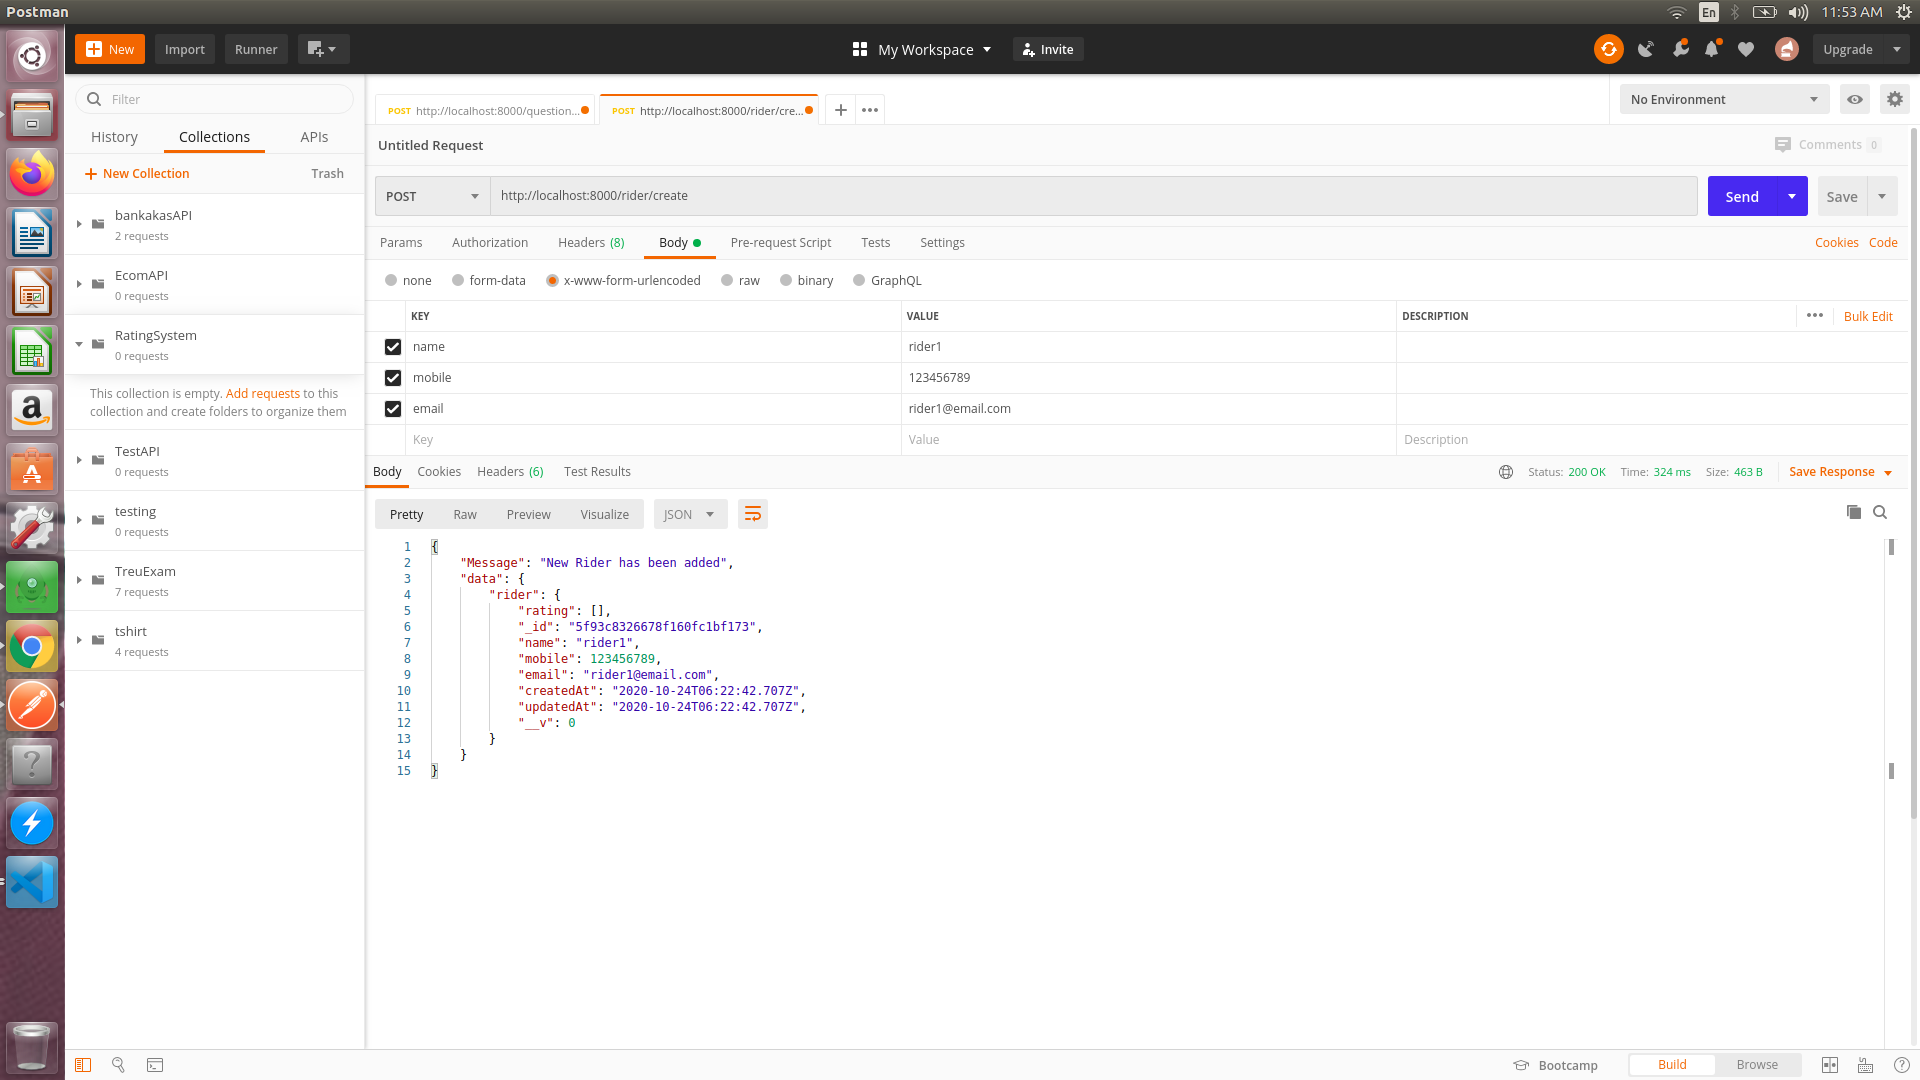 Postman
En
11:53 AM
New
Import
Runner
My Workspace
Invite
Upgrade
Filter
History Collections APIs
New Collection Trash
bankakasAPI
2 requests
EcomAPI
0 requests
RatingSystem
0 requests
This collection is empty. Add requests to this
collection and create folders to organize them
TestAPI
0 requests
testing
0 requests
TreuExam
7 requests
tshirt
4 requests
POST http://localhost:8000/question...
POST http://localhost:8000/rider/cre...
No Environment
Untitled Request
Comments 0
POST http://localhost:8000/rider/create
Send
Save
Params Authorization Headers (8) Body Pre-request Script Tests Settings
Cookies Code
none form-data x-www-form-urlencoded raw binary GraphQL
KEY VALUE DESCRIPTION
Bulk Edit
name rider1
mobile 123456789
email rider1@email.com
Key Value Description
Body Cookies Headers (6) Test Results
Status: 200 OK Time: 324 ms Size: 463 B
Save Response
Pretty Raw Preview Visualize JSON
1 {
2 "Message": "New Rider has been added",
3 "data": {
4 "rider": {
5 "rating": [],
6 "_id": "5f93c8326678f160fc1bf173",
7 "name": "rider1",
8 "mobile": 123456789,
9 "email": "rider1@email.com",
10 "createdAt": "2020-10-24T06:22:42.707Z",
11 "updatedAt": "2020-10-24T06:22:42.707Z",
12 "__v": 0
13 }
14 }
15 }
Bootcamp
Build Browse